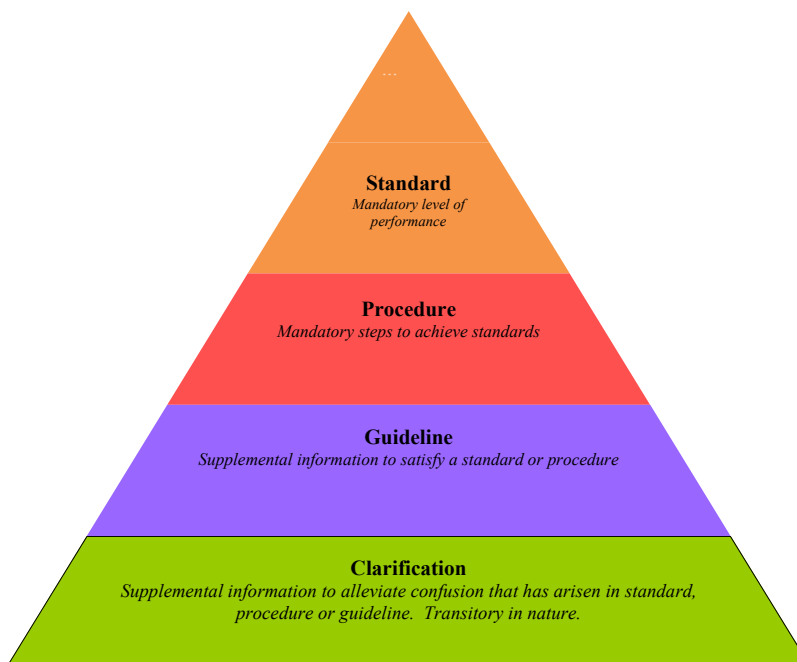 ...
Standard
Mandatory level of
performance
Procedure
Mandatory steps to achieve standards
Guideline
Supplemental information to satisfy a standard or procedure
Clarification
Supplemental information to alleviate confusion that has arisen in standard,
procedure or guideline.  Transitory in nature.